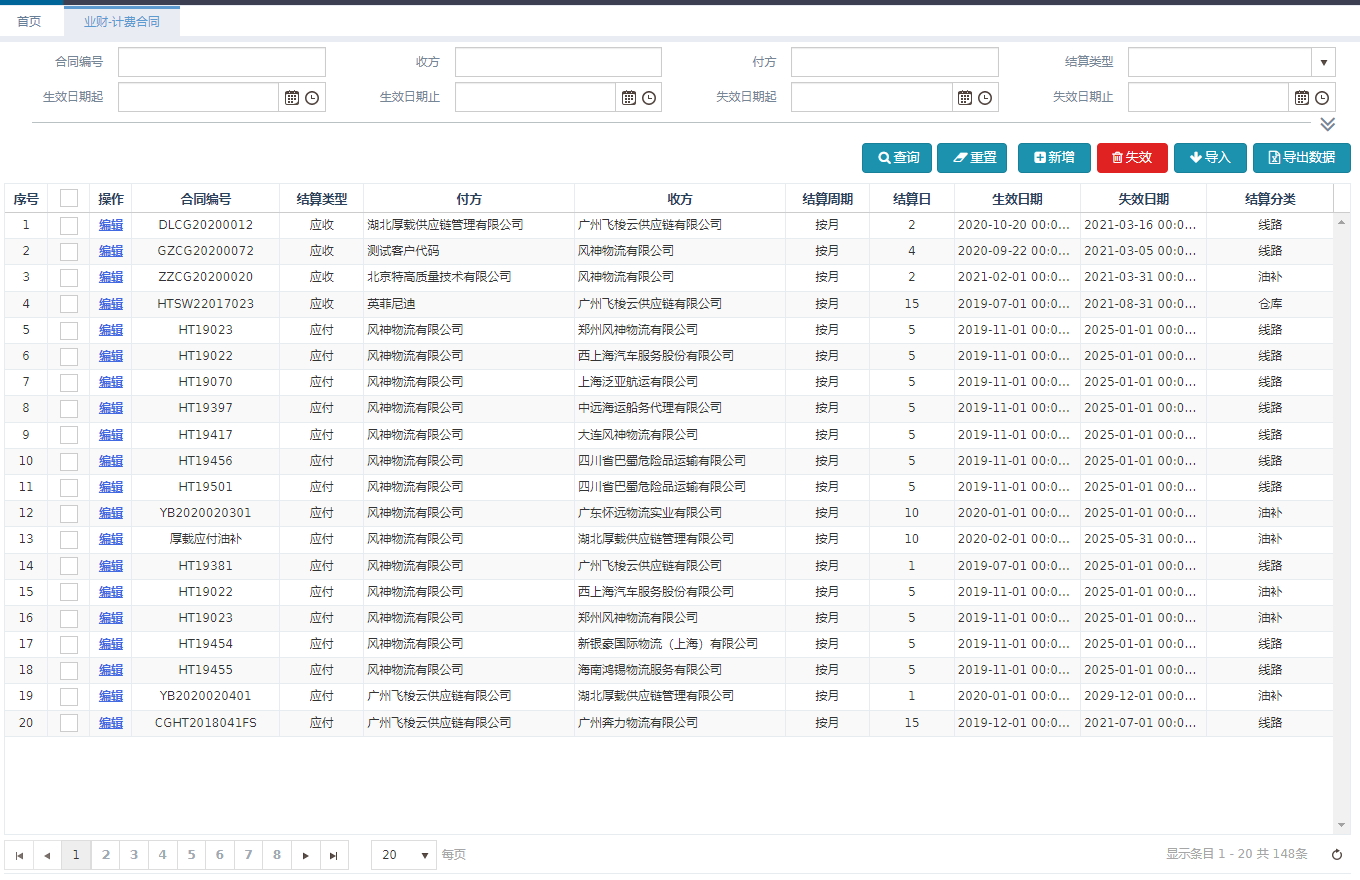 首页 业财-计费合同
合同编号 收方 付方 结算类型
生效日期起 生效日期止 失效日期起 失效日期止
查询 重置 新增 失效 导入 导出数据
序号 操作 合同编号 结算类型 付方 收方 结算周期 结算日 生效日期 失效日期 结算分类
1 编辑 DLCG20200012 应收 湖北厚载供应链管理有限公司 广州飞梭云供应链有限公司 按月 2 2020-10-20 00:0... 2021-03-16 00:0... 线路
2 编辑 GZCG20200072 应收 测试客户代码 风神物流有限公司 按月 4 2020-09-22 00:0... 2021-03-05 00:0... 线路
3 编辑 ZZCG20200020 应收 北京特高质量技术有限公司 风神物流有限公司 按月 2 2021-02-01 00:0... 2021-03-31 00:0... 油补
4 编辑 HTSW22017023 应收 英菲尼迪 广州飞梭云供应链有限公司 按月 15 2019-07-01 00:0... 2021-08-31 00:0... 仓库
5 编辑 HT19023 应付 风神物流有限公司 郑州风神物流有限公司 按月 5 2019-11-01 00:0... 2025-01-01 00:0... 线路
6 编辑 HT19022 应付 风神物流有限公司 西上海汽车服务股份有限公司 按月 5 2019-11-01 00:0... 2025-01-01 00:0... 线路
7 编辑 HT19070 应付 风神物流有限公司 上海泛亚航运有限公司 按月 5 2019-11-01 00:0... 2025-01-01 00:0... 线路
8 编辑 HT19397 应付 风神物流有限公司 中远海运船务代理有限公司 按月 5 2019-11-01 00:0... 2025-01-01 00:0... 线路
9 编辑 HT19417 应付 风神物流有限公司 大连风神物流有限公司 按月 5 2019-11-01 00:0... 2025-01-01 00:0... 线路
10 编辑 HT19456 应付 风神物流有限公司 四川省巴蜀危险品运输有限公司 按月 5 2019-11-01 00:0... 2025-01-01 00:0... 线路
11 编辑 HT19501 应付 风神物流有限公司 四川省巴蜀危险品运输有限公司 按月 5 2019-11-01 00:0... 2025-01-01 00:0... 线路
12 编辑 YB2020020301 应付 风神物流有限公司 广东怀远物流实业有限公司 按月 10 2020-01-01 00:0... 2025-01-01 00:0... 油补
13 编辑 厚载应付油补 应付 风神物流有限公司 湖北厚载供应链管理有限公司 按月 10 2020-02-01 00:0... 2025-05-31 00:0... 油补
14 编辑 HT19381 应付 风神物流有限公司 广州飞梭云供应链有限公司 按月 1 2019-07-01 00:0... 2025-01-01 00:0... 线路
15 编辑 HT19022 应付 风神物流有限公司 西上海汽车服务股份有限公司 按月 5 2019-11-01 00:0... 2025-01-01 00:0... 油补
16 编辑 HT19023 应付 风神物流有限公司 郑州风神物流有限公司 按月 5 2019-11-01 00:0... 2025-01-01 00:0... 油补
17 编辑 HT19454 应付 风神物流有限公司 新银豪国际物流（上海）有限公司 按月 5 2019-11-01 00:0... 2025-01-01 00:0... 线路
18 编辑 HT19455 应付 风神物流有限公司 海南鸿锡物流服务有限公司 按月 5 2019-11-01 00:0... 2025-01-01 00:0... 线路
19 编辑 YB2020020401 应付 广州飞梭云供应链有限公司 湖北厚载供应链管理有限公司 按月 1 2020-01-01 00:0... 2029-12-01 00:0... 油补
20 编辑 CGHT2018041FS 应付 广州飞梭云供应链有限公司 广州奔力物流有限公司 按月 15 2019-12-01 00:0... 2021-07-01 00:0... 线路
1 2 3 4 5 6 7 8 20 每页 显示条目 1 - 20 共 148条